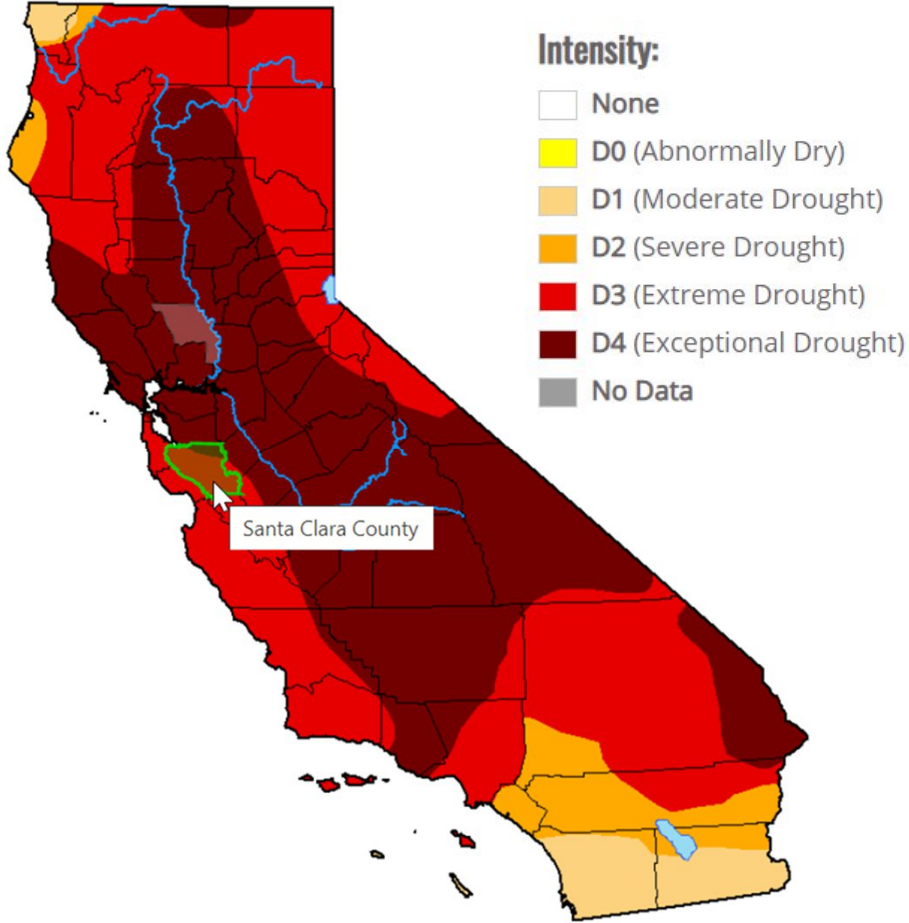 Intensity:
None
D0 (Abnormally Dry)
D1 (Moderate Drought)
D2 (Severe Drought)
D3 (Extreme Drought)
D4 (Exceptional Drought)
No Data
Santa Clara County